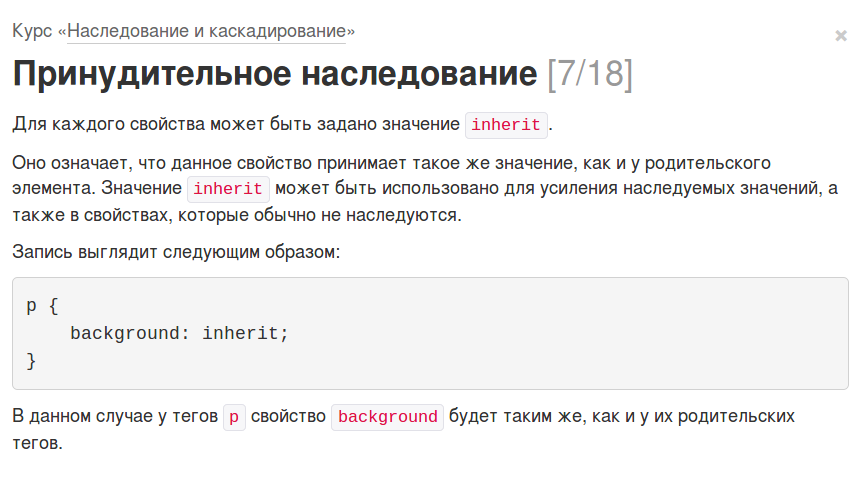 Курс «Наследование и каскадирование»
×
Принудительное наследование [7/18]
Для каждого свойства может быть задано значение inherit.
Оно означает, что данное свойство принимает такое же значение, как и у родительского
элемента. Значение inherit может быть использовано для усиления наследуемых значений, а
также в свойствах, которые обычно не наследуются.
Запись выглядит следующим образом:
p {
    background: inherit;
}
В данном случае у тегов p свойство background будет таким же, как и у их родительских
тегов.